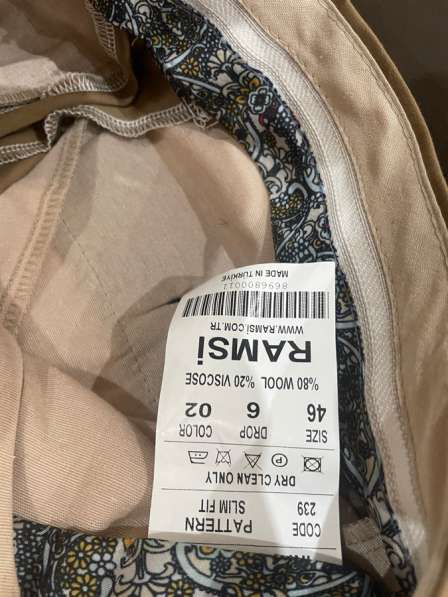 CODE PATTERN
239 SLIM FIT
DRY CLEAN ONLY
P
SIZE DROP COLOR
46 6 02
%80 WOOL %20 VISCOSE
RAMSi
WWW.RAMSI.COM.TR
MADE IN TURKIYE